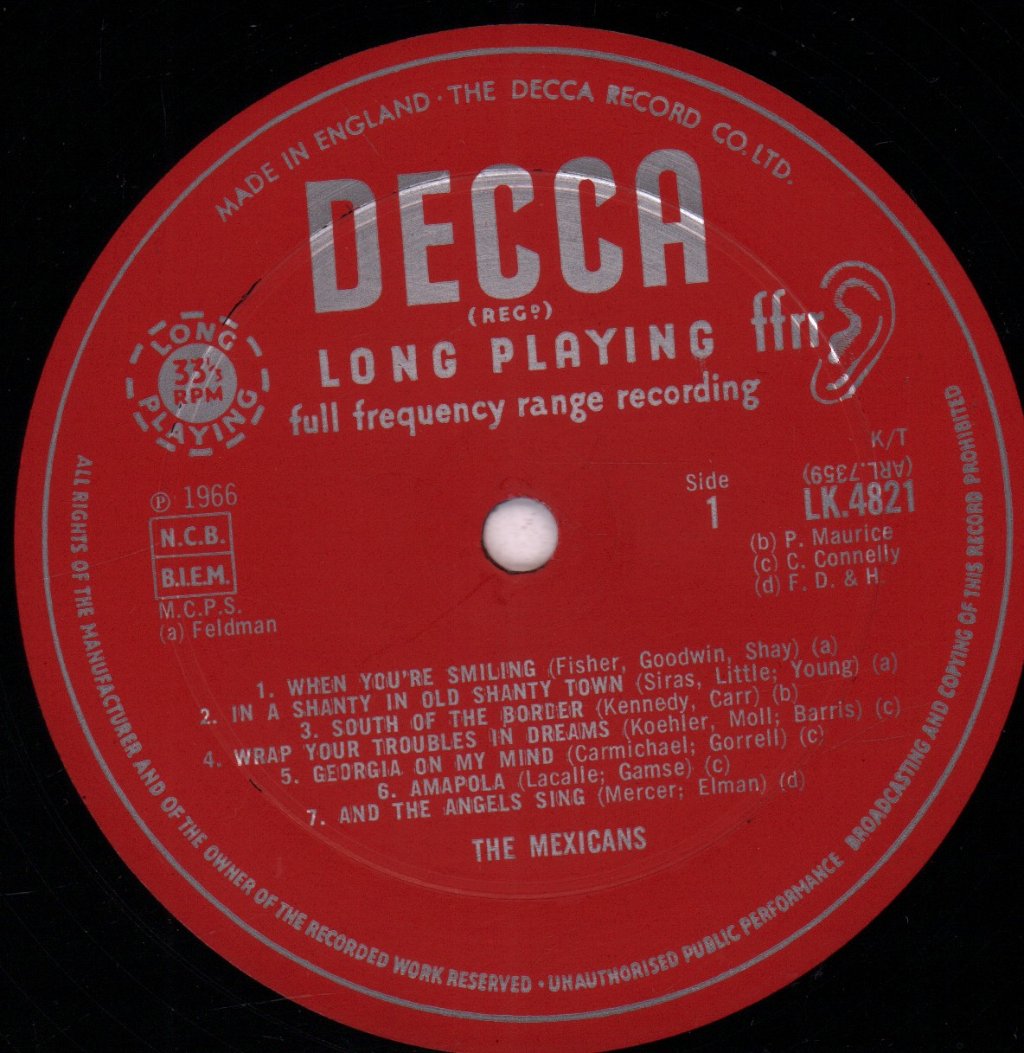 MADE IN ENGLAND · THE DECCA RECORD CO. LTD.
DECCA
(REGD)
LONG PLAYING
ffrr
full frequency range recording
LONG
33⅓
RPM
PLAYING
K/T
(ARL.7359)
LK.4821
Side
1
℗ 1966
N.C.B.
B.I.E.M.
M.C.P.S.
(a) Feldman
(b) P. Maurice
(c) C. Connelly
(d) F. D. & H.
1. WHEN YOU'RE SMILING (Fisher, Goodwin, Shay) (a)
2. IN A SHANTY IN OLD SHANTY TOWN (Siras, Little; Young) (a)
3. SOUTH OF THE BORDER (Kennedy, Carr) (b)
4. WRAP YOUR TROUBLES IN DREAMS (Koehler, Moll; Barris) (c)
5. GEORGIA ON MY MIND (Carmichael; Gorrell) (c)
6. AMAPOLA (Lacalle; Gamse) (c)
7. AND THE ANGELS SING (Mercer; Elman) (d)
THE MEXICANS
ALL RIGHTS OF THE MANUFACTURER AND OF THE OWNER OF THE RECORDED WORK RESERVED · UNAUTHORISED PUBLIC PERFORMANCE BROADCASTING AND COPYING OF THIS RECORD PROHIBITED